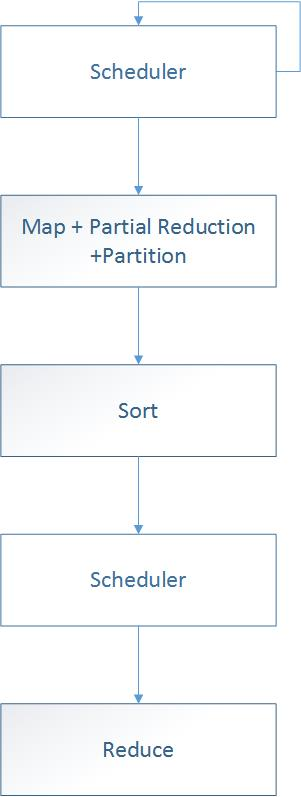 Scheduler
Map + Partial Reduction
+Partition
Sort
Scheduler
Reduce